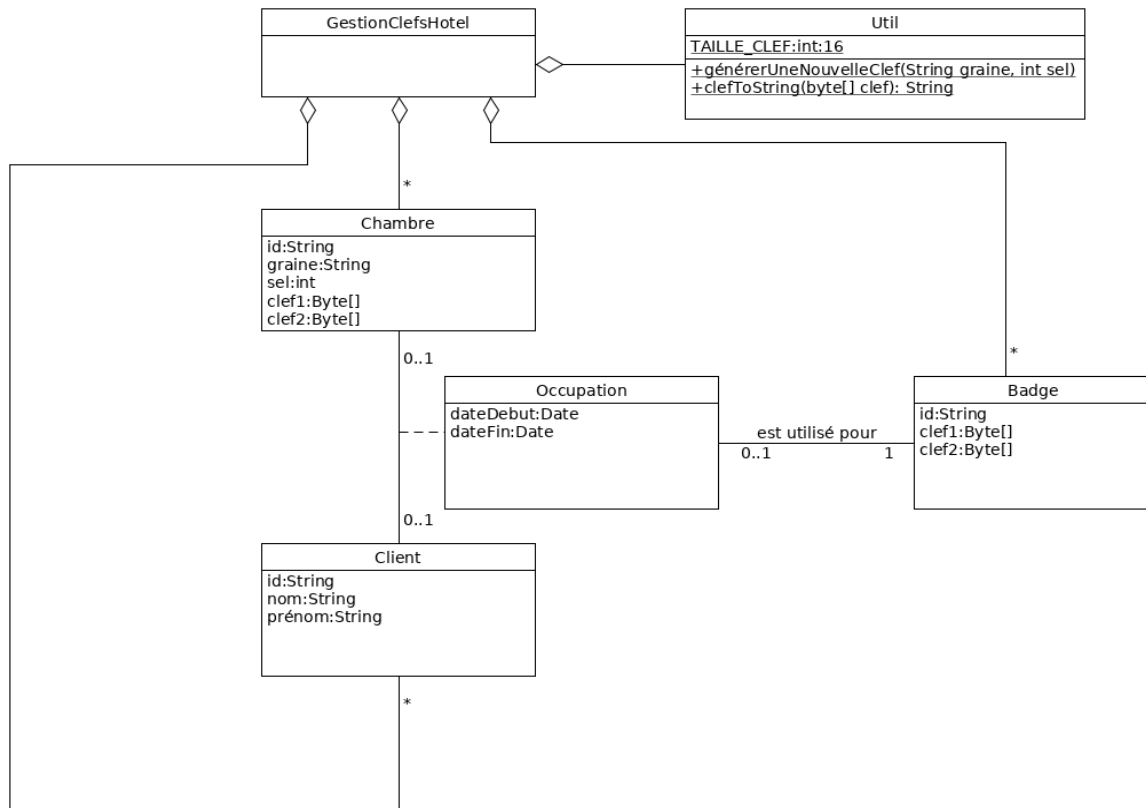 GestionClefsHotel
Util
TAILLE_CLEF:int:16
+générerUneNouvelleClef(String graine, int sel)
+clefToString(byte[] clef): String
*
Chambre
id:String
graine:String
sel:int
clef1:Byte[]
clef2:Byte[]
0..1
*
Occupation
dateDebut:Date
dateFin:Date
est utilisé pour
0..1
1
Badge
id:String
clef1:Byte[]
clef2:Byte[]
0..1
Client
id:String
nom:String
prénom:String
*